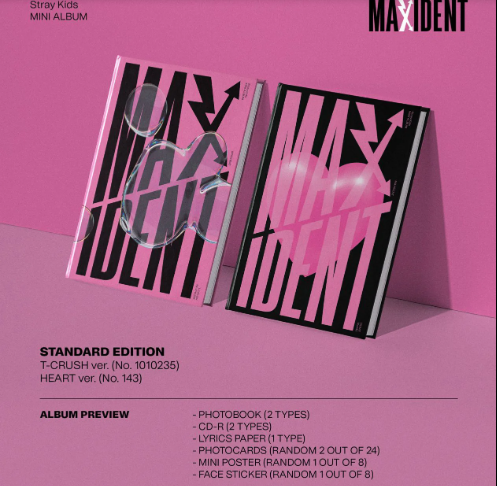 Stray Kids
MINI ALBUM
MAXIDENT
MAX
IDENT
MAX
IDENT
STANDARD EDITION
T-CRUSH ver. (No. 1010235)
HEART ver. (No. 143)
ALBUM PREVIEW
- PHOTOBOOK (2 TYPES)
- CD-R (2 TYPES)
- LYRICS PAPER (1 TYPE)
- PHOTOCARDS (RANDOM 2 OUT OF 24)
- MINI POSTER (RANDOM 1 OUT OF 8)
- FACE STICKER (RANDOM 1 OUT OF 8)